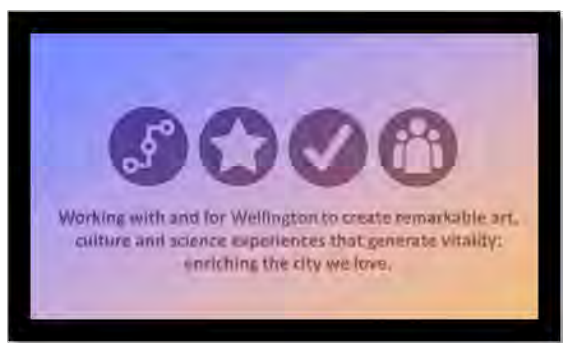 Working with and for Wellington to create remarkable art,
culture and science experiences that generate vitality:
enriching the city we love.